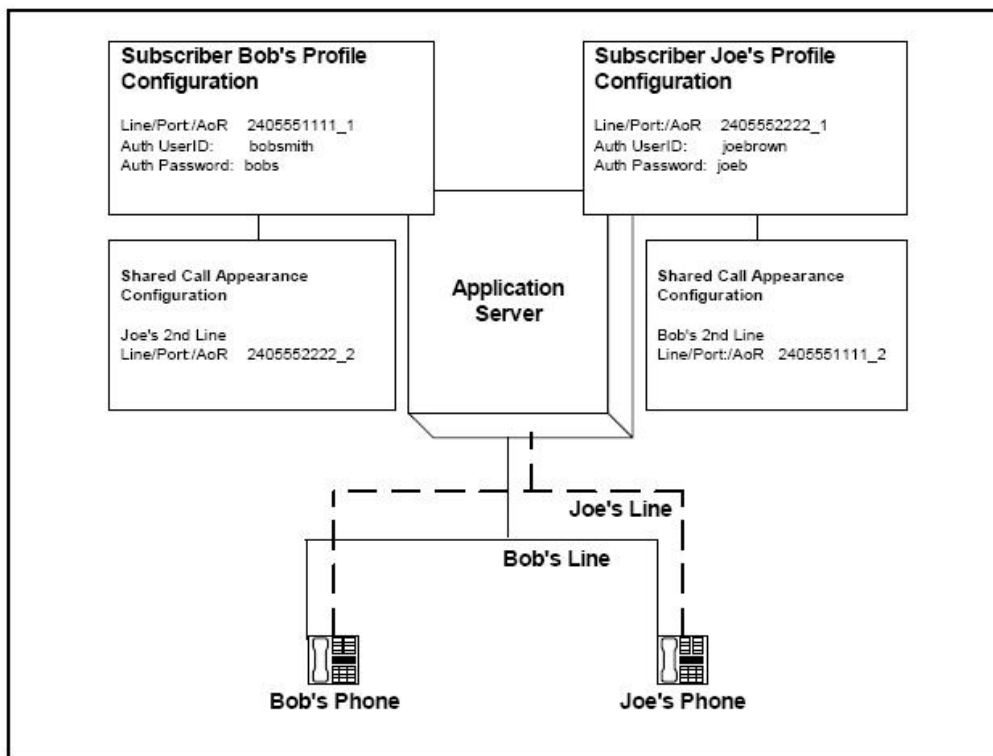 Subscriber Bob's Profile
Configuration
Line/Port:/AoR 2405551111_1
Auth UserID: bobsmith
Auth Password: bobs
Subscriber Joe's Profile
Configuration
Line/Port:/AoR 2405552222_1
Auth UserID: joebrown
Auth Password: joeb
Shared Call Appearance
Configuration
Joe's 2nd Line
Line/Port:/AoR 2405552222_2
Application
Server
Shared Call Appearance
Configuration
Bob's 2nd Line
Line/Port:/AoR 2405551111_2
Joe's Line
Bob's Line
Bob's Phone
Joe's Phone